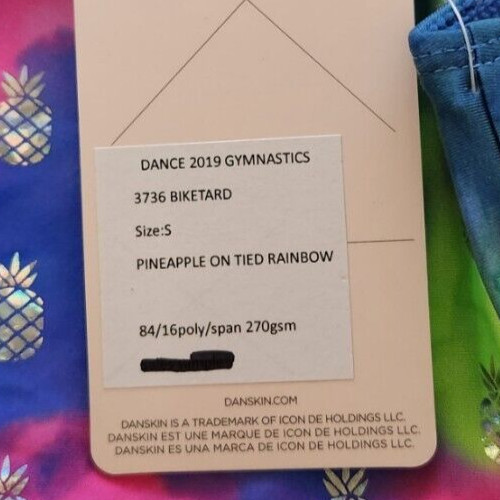 DANCE 2019 GYMNASTICS
3736 BIKETARD
Size:S
PINEAPPLE ON TIED RAINBOW
84/16poly/span 270gsm
DANSKIN.COM
DANSKIN IS A TRADEMARK OF ICON DE HOLDINGS LLC.
DANSKIN EST UNE MARQUE DE ICON DE HOLDINGS LLC.
DANSKIN ES UNA MARCA DE ICON DE HOLDINGS LLC.